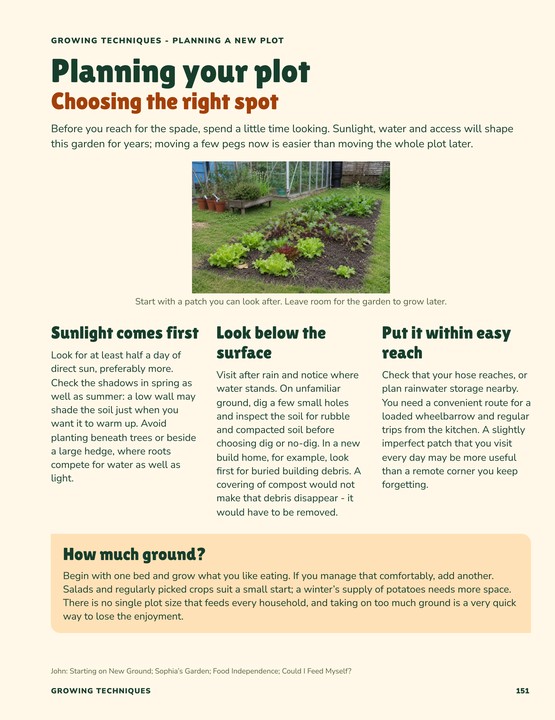 GROWING TECHNIQUES - PLANNING A NEW PLOT
Planning your plot
Choosing the right spot
Before you reach for the spade, spend a little time looking. Sunlight, water and access will shape
this garden for years; moving a few pegs now is easier than moving the whole plot later.
Start with a patch you can look after. Leave room for the garden to grow later.
Sunlight comes first
Look for at least half a day of
direct sun, preferably more.
Check the shadows in spring as
well as summer: a low wall may
shade the soil just when you
want it to warm up. Avoid
planting beneath trees or beside
a large hedge, where roots
compete for water as well as
light.
Look below the
surface
Visit after rain and notice where
water stands. On unfamiliar
ground, dig a few small holes
and inspect the soil for rubble
and compacted soil before
choosing dig or no-dig. In a new
build home, for example, look
first for buried building debris. A
covering of compost would not
make that debris disappear - it
would have to be removed.
Put it within easy
reach
Check that your hose reaches, or
plan rainwater storage nearby.
You need a convenient route for a
loaded wheelbarrow and regular
trips from the kitchen. A slightly
imperfect patch that you visit
every day may be more useful
than a remote corner you keep
forgetting.
How much ground?
Begin with one bed and grow what you like eating. If you manage that comfortably, add another.
Salads and regularly picked crops suit a small start; a winter's supply of potatoes needs more space.
There is no single plot size that feeds every household, and taking on too much ground is a very quick
way to lose the enjoyment.
John: Starting on New Ground; Sophia's Garden; Food Independence; Could I Feed Myself?
GROWING TECHNIQUES
151